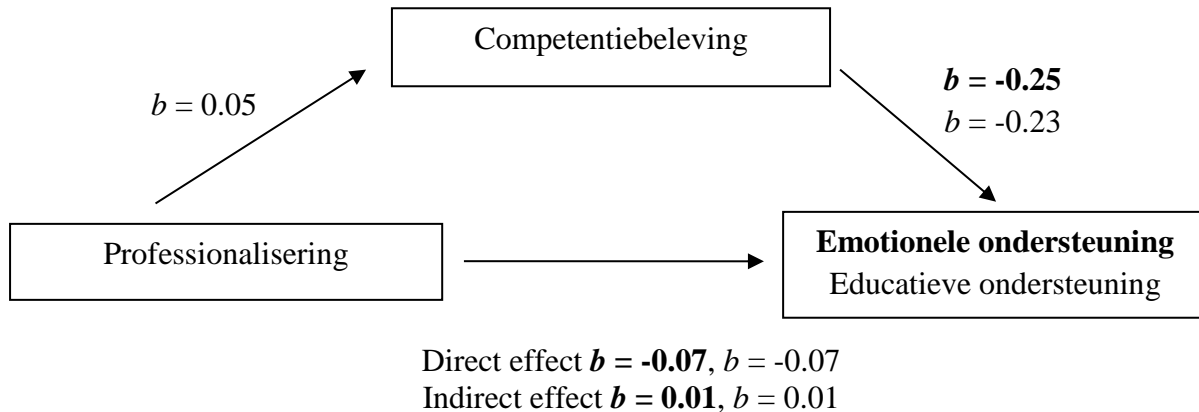 Competentiebeleving
b = -0.25
b = 0.05
b = -0.23
Professionalisering
Emotionele ondersteuning
Educatieve ondersteuning
Direct effect b = -0.07, b = -0.07
Indirect effect b = 0.01, b = 0.01